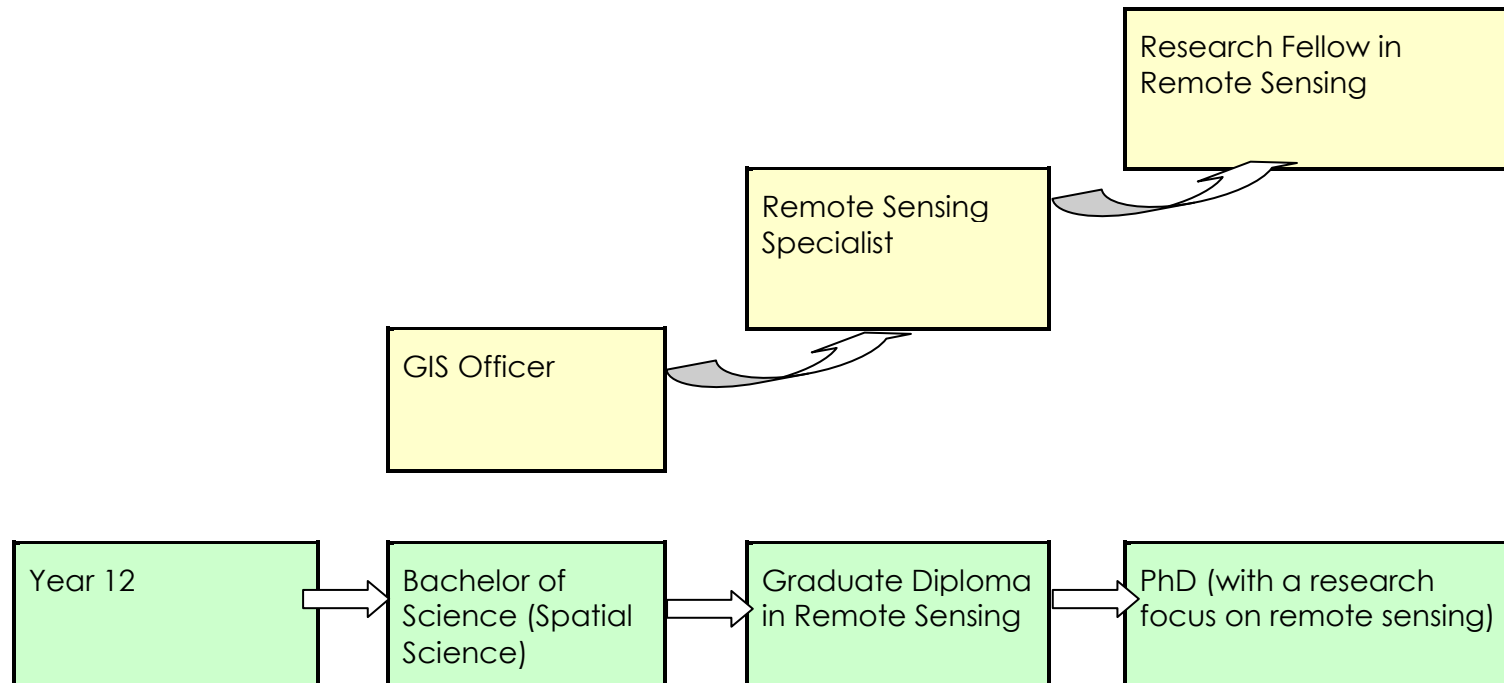 Research Fellow in
Remote Sensing
Remote Sensing
Specialist
GIS Officer
Year 12
Bachelor of
Science (Spatial
Science)
Graduate Diploma
in Remote Sensing
PhD (with a research
focus on remote sensing)